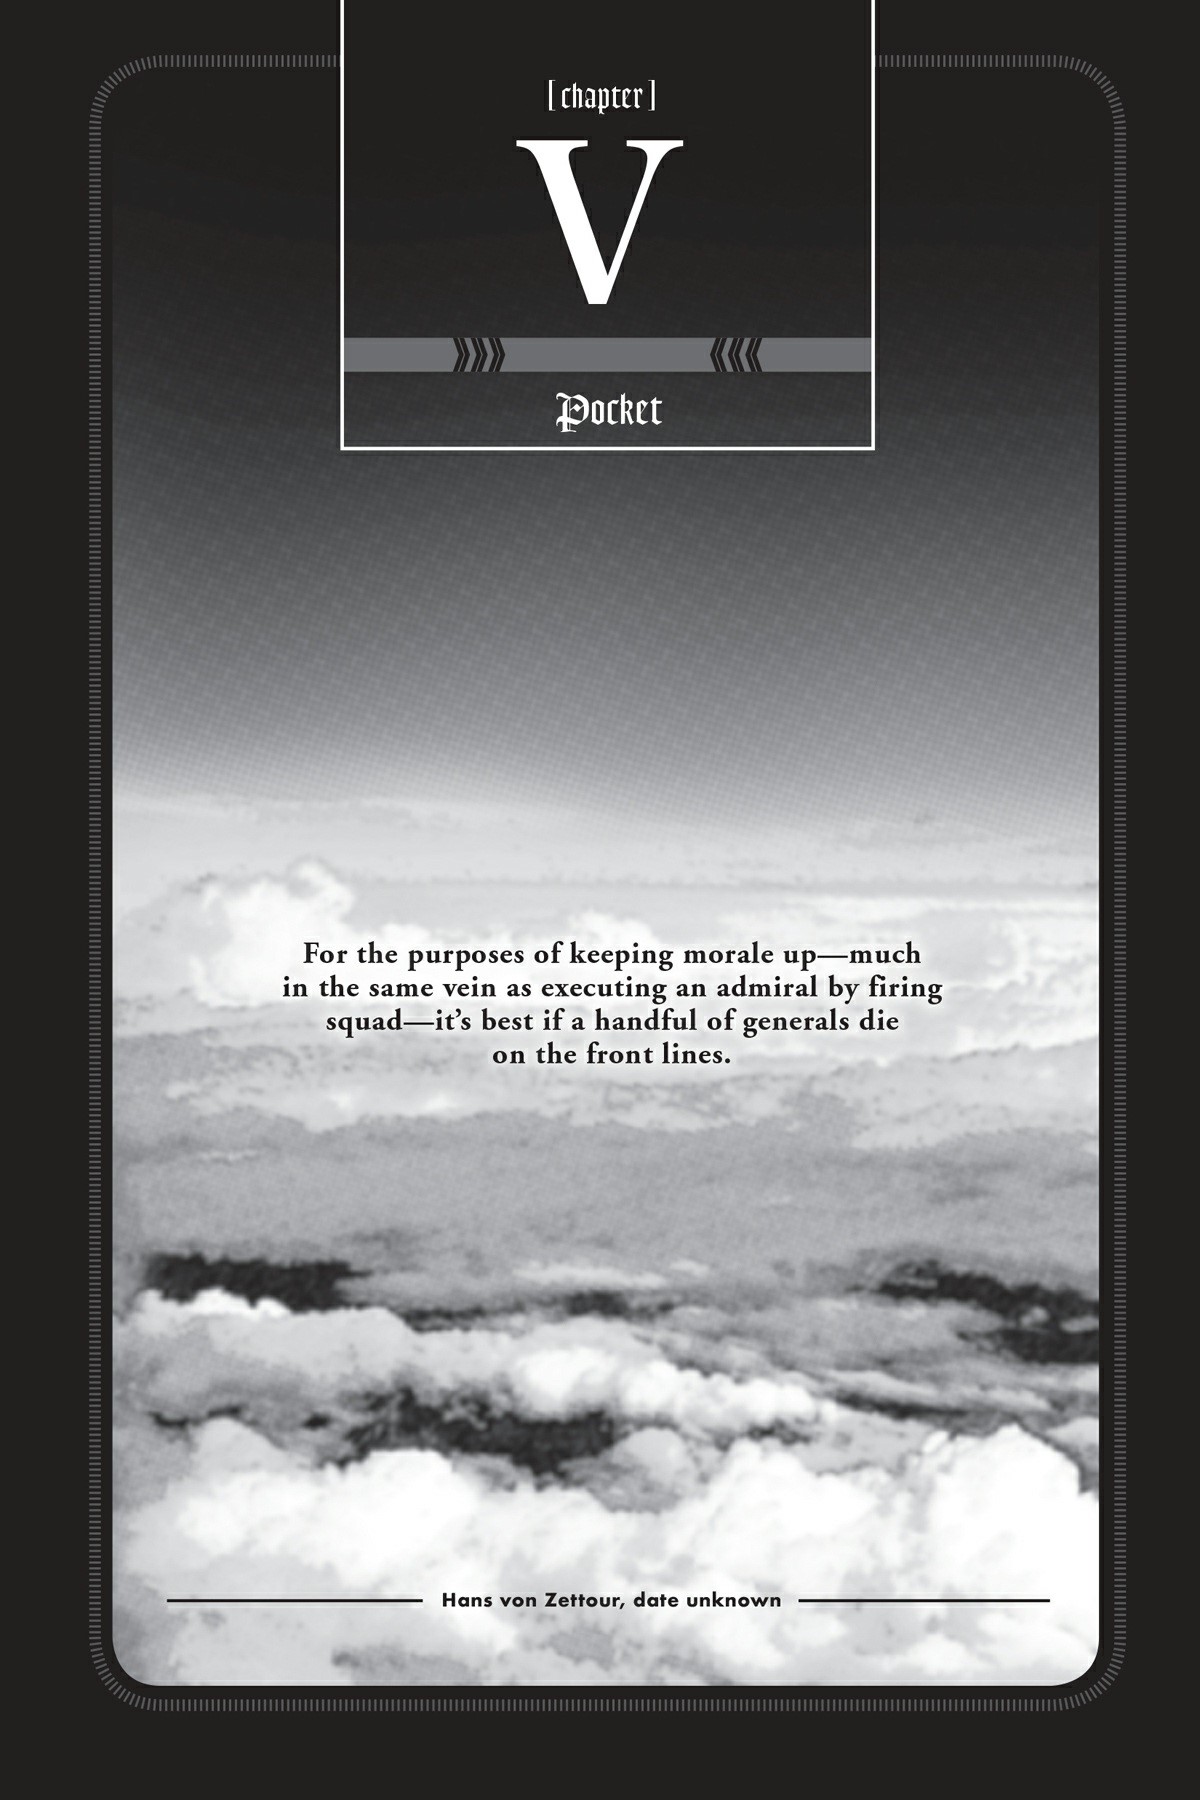 [chapter]
V
Pocket
For the purposes of keeping morale up—much
in the same vein as executing an admiral by firing
squad—it’s best if a handful of generals die
on the front lines.
Hans von Zettour, date unknown